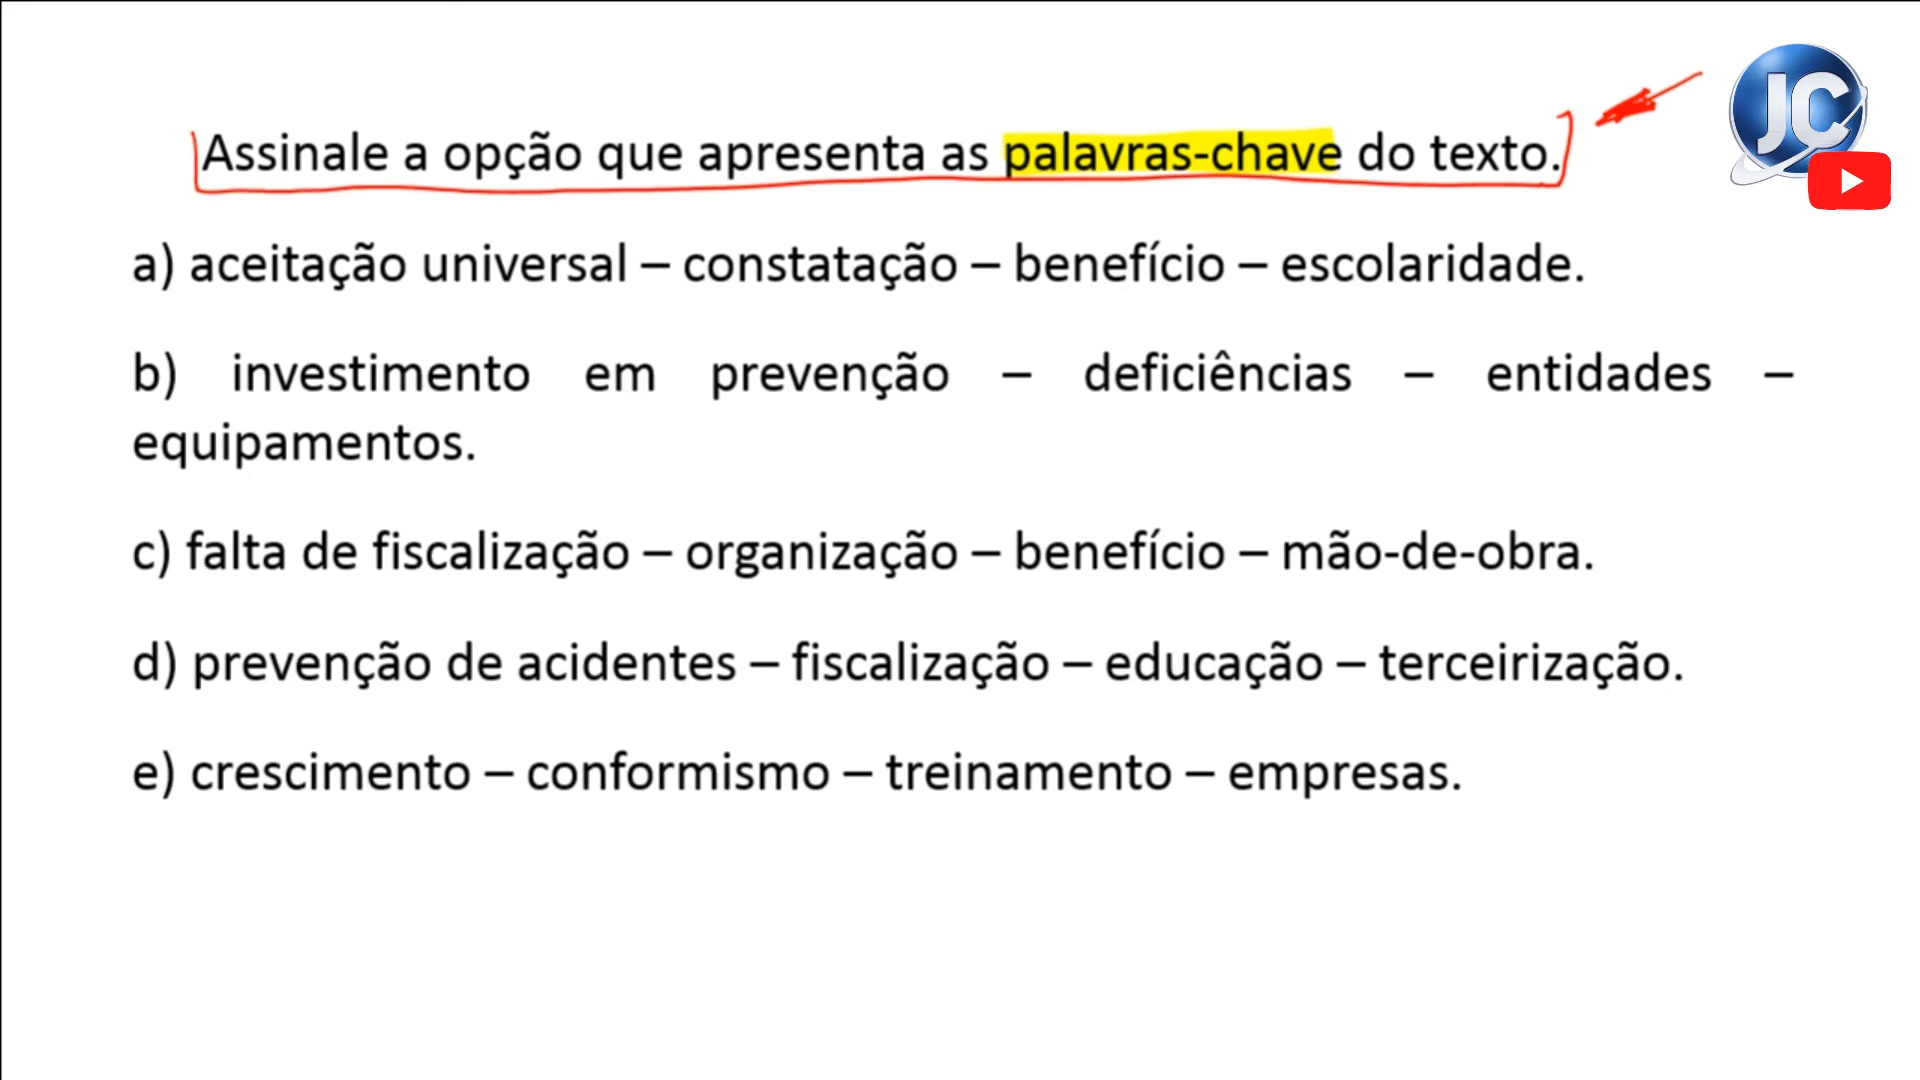 JC
Assinale a opção que apresenta as palavras-chave do texto.
a) aceitação universal – constatação – benefício – escolaridade.
b) investimento em prevenção – deficiências – entidades –
equipamentos.
c) falta de fiscalização – organização – benefício – mão-de-obra.
d) prevenção de acidentes – fiscalização – educação – terceirização.
e) crescimento – conformismo – treinamento – empresas.